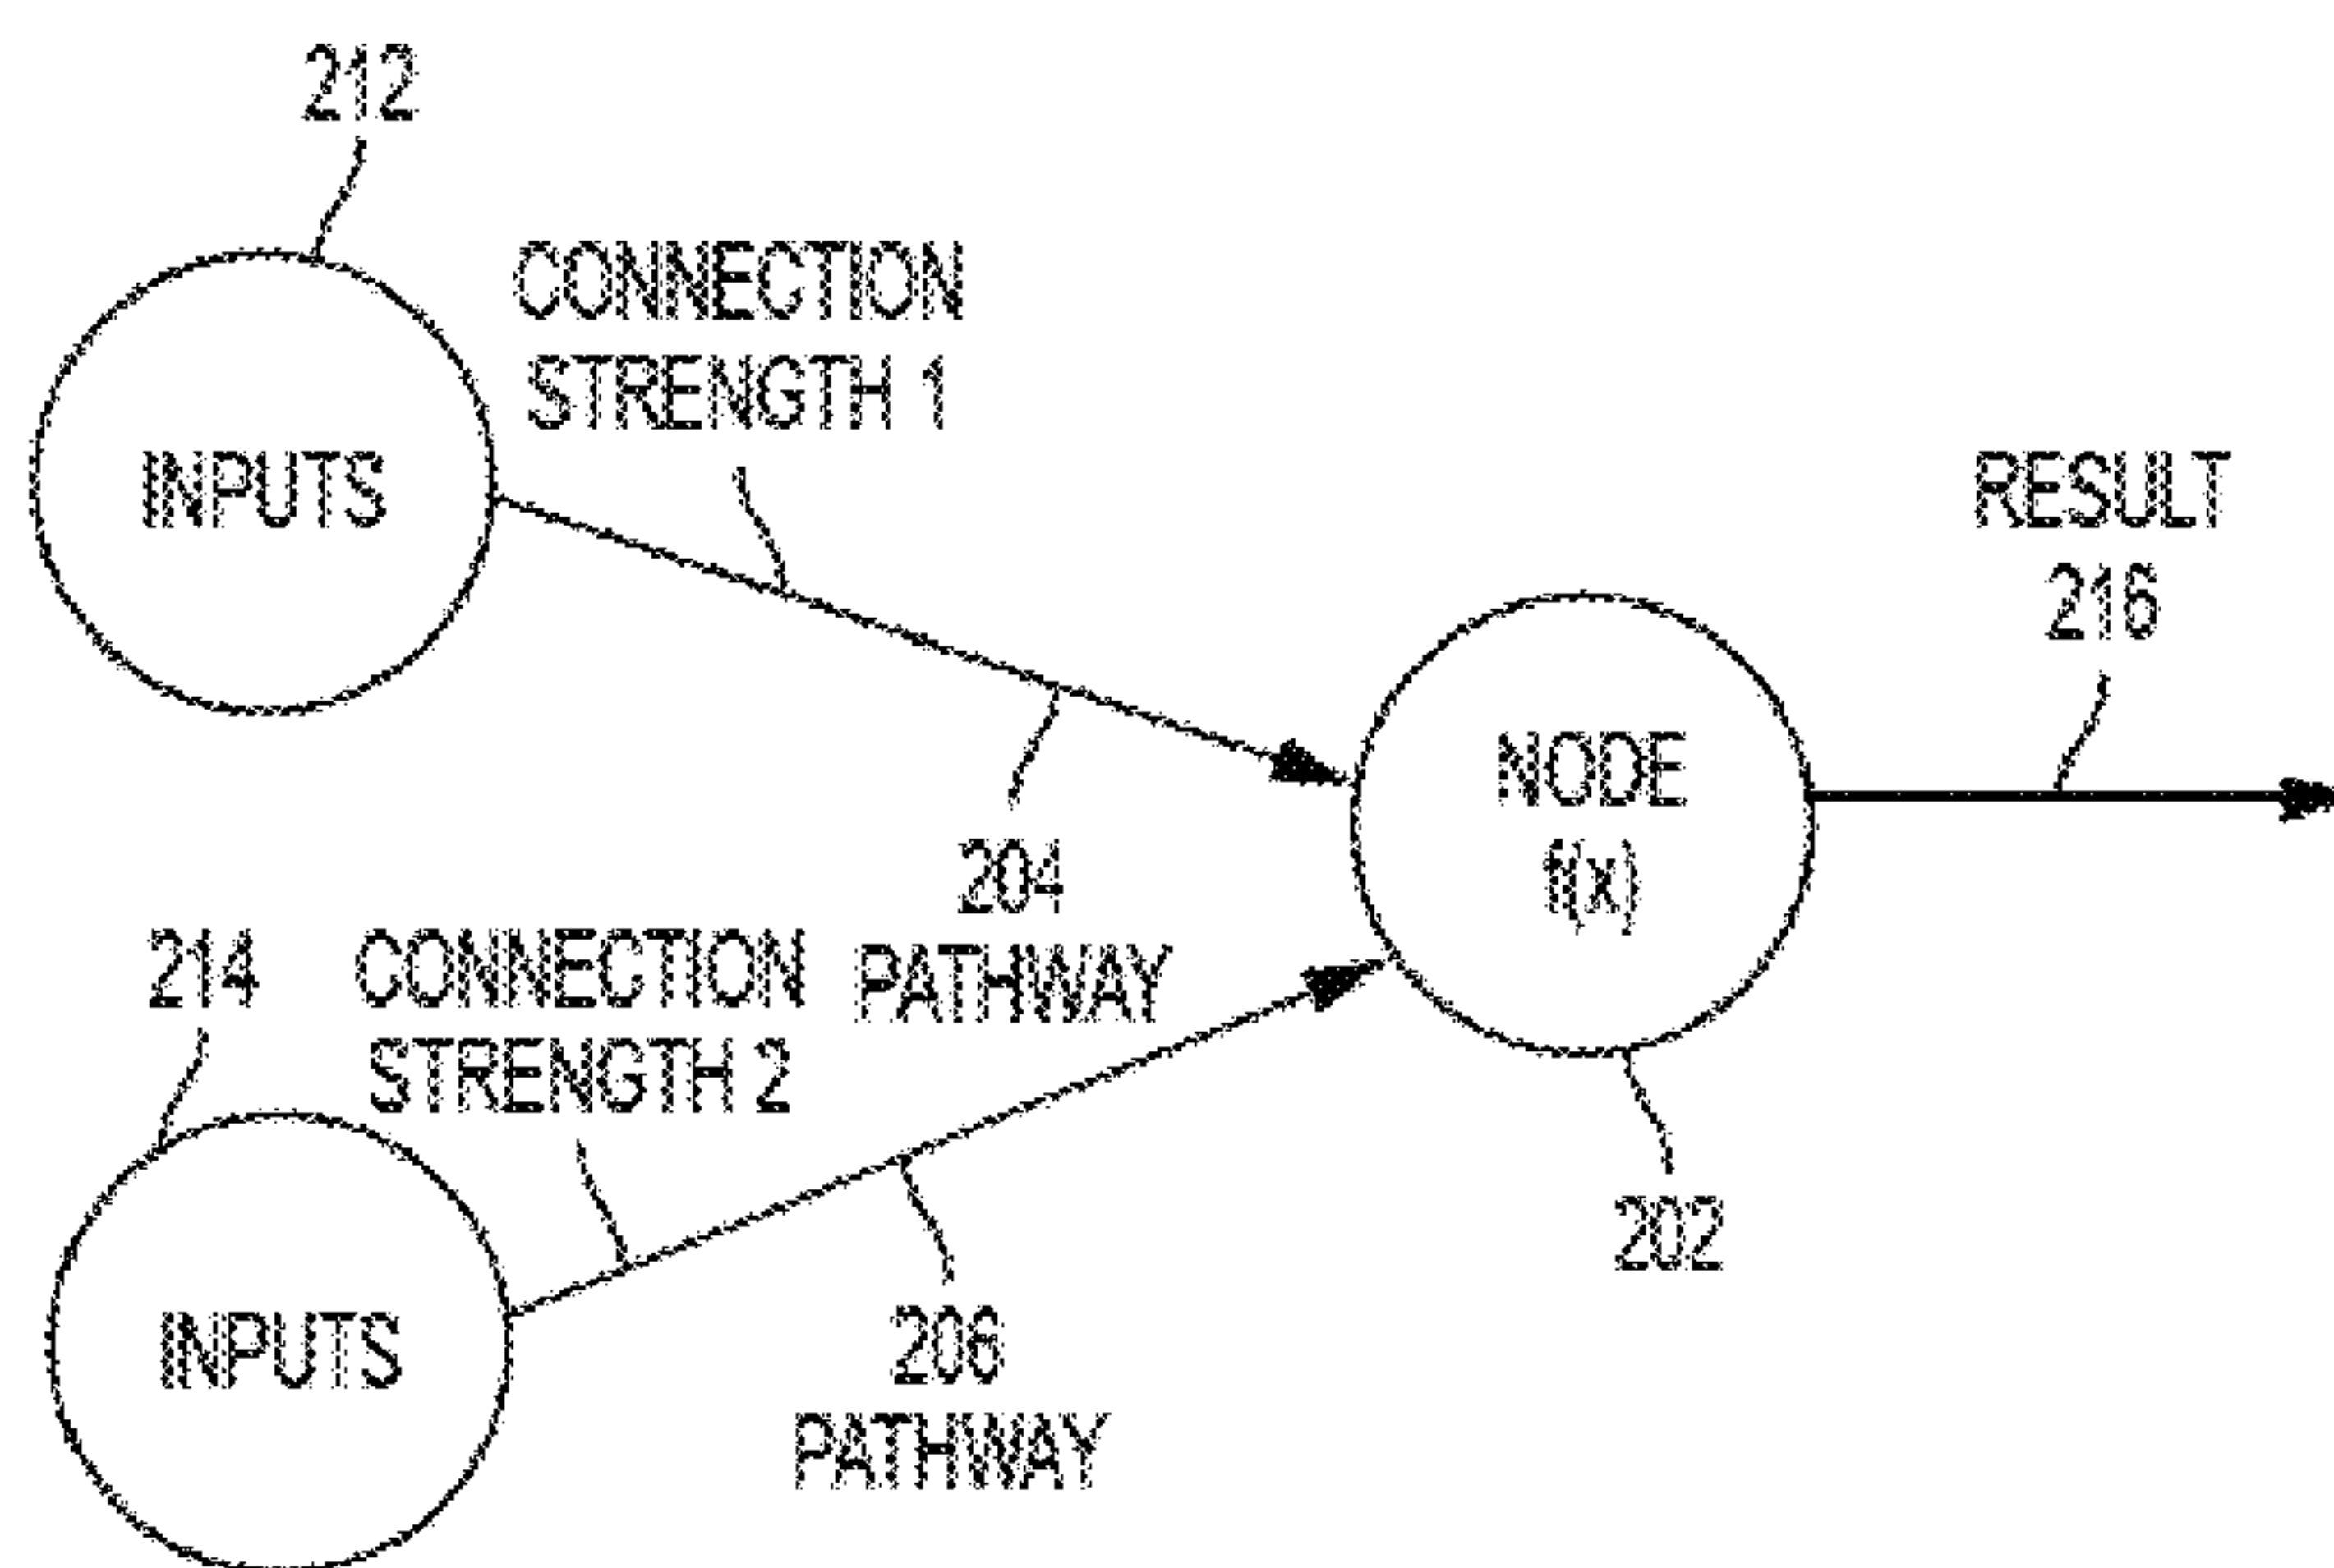 212
CONNECTION
STRENGTH 1
INPUTS
RESULT
216
NODE
f(x)
204
PATHWAY
214
CONNECTION
STRENGTH 2
202
INPUTS
206
PATHWAY